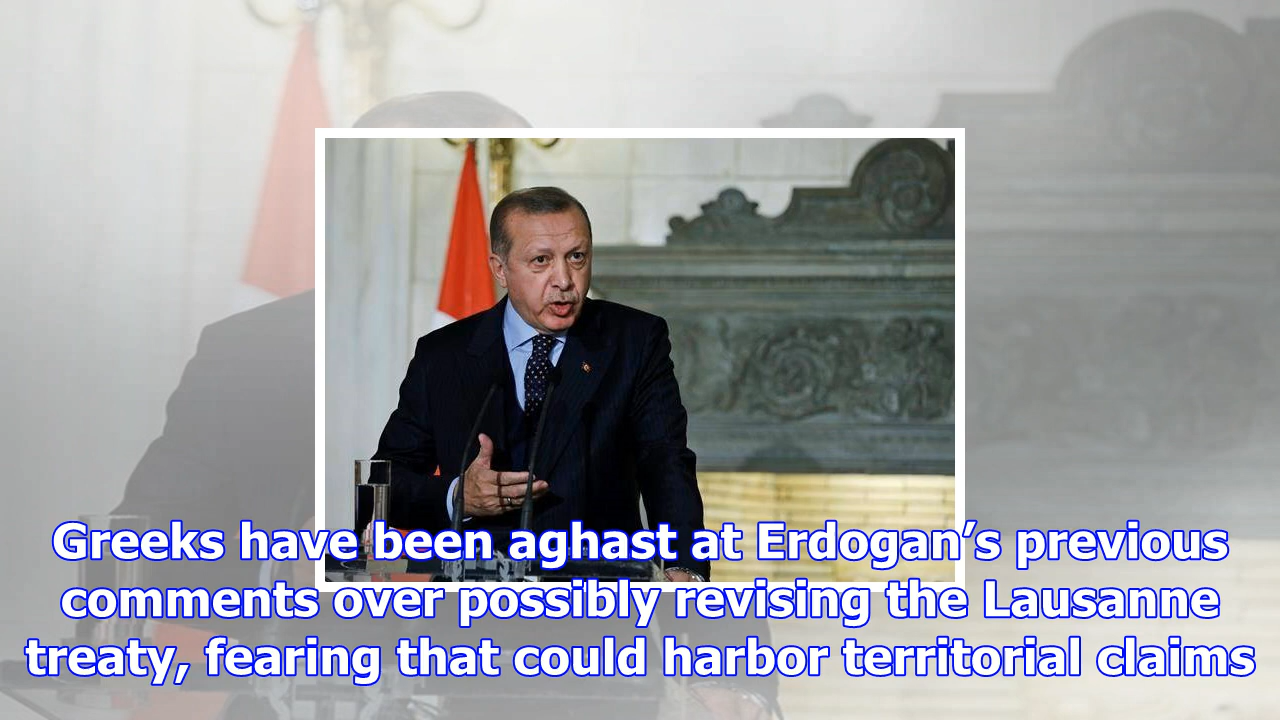 Greeks have been aghast at Erdogan’s previous
comments over possibly revising the Lausanne
treaty, fearing that could harbor territorial claims